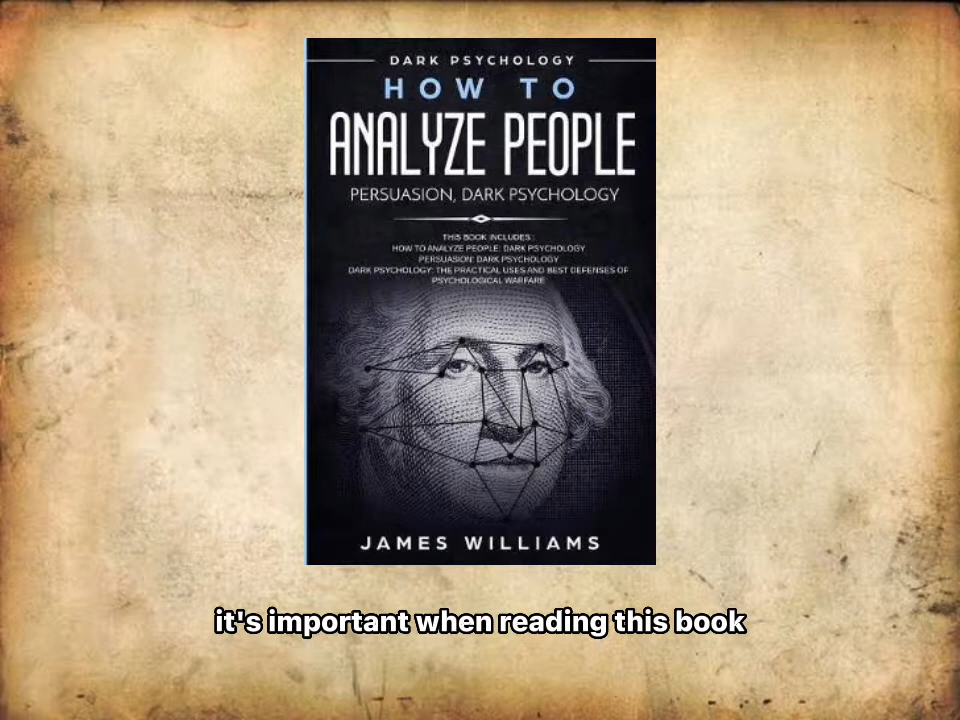 DARK PSYCHOLOGY
HOW TO
ANALYZE PEOPLE
PERSUASION, DARK PSYCHOLOGY
THIS BOOK INCLUDES:
HOW TO ANALYZE PEOPLE: DARK PSYCHOLOGY
PERSUASION: DARK PSYCHOLOGY
DARK PSYCHOLOGY: THE PRACTICAL USES AND BEST DEFENSES OF
PSYCHOLOGICAL WARFARE
JAMES WILLIAMS
it's important when reading this book